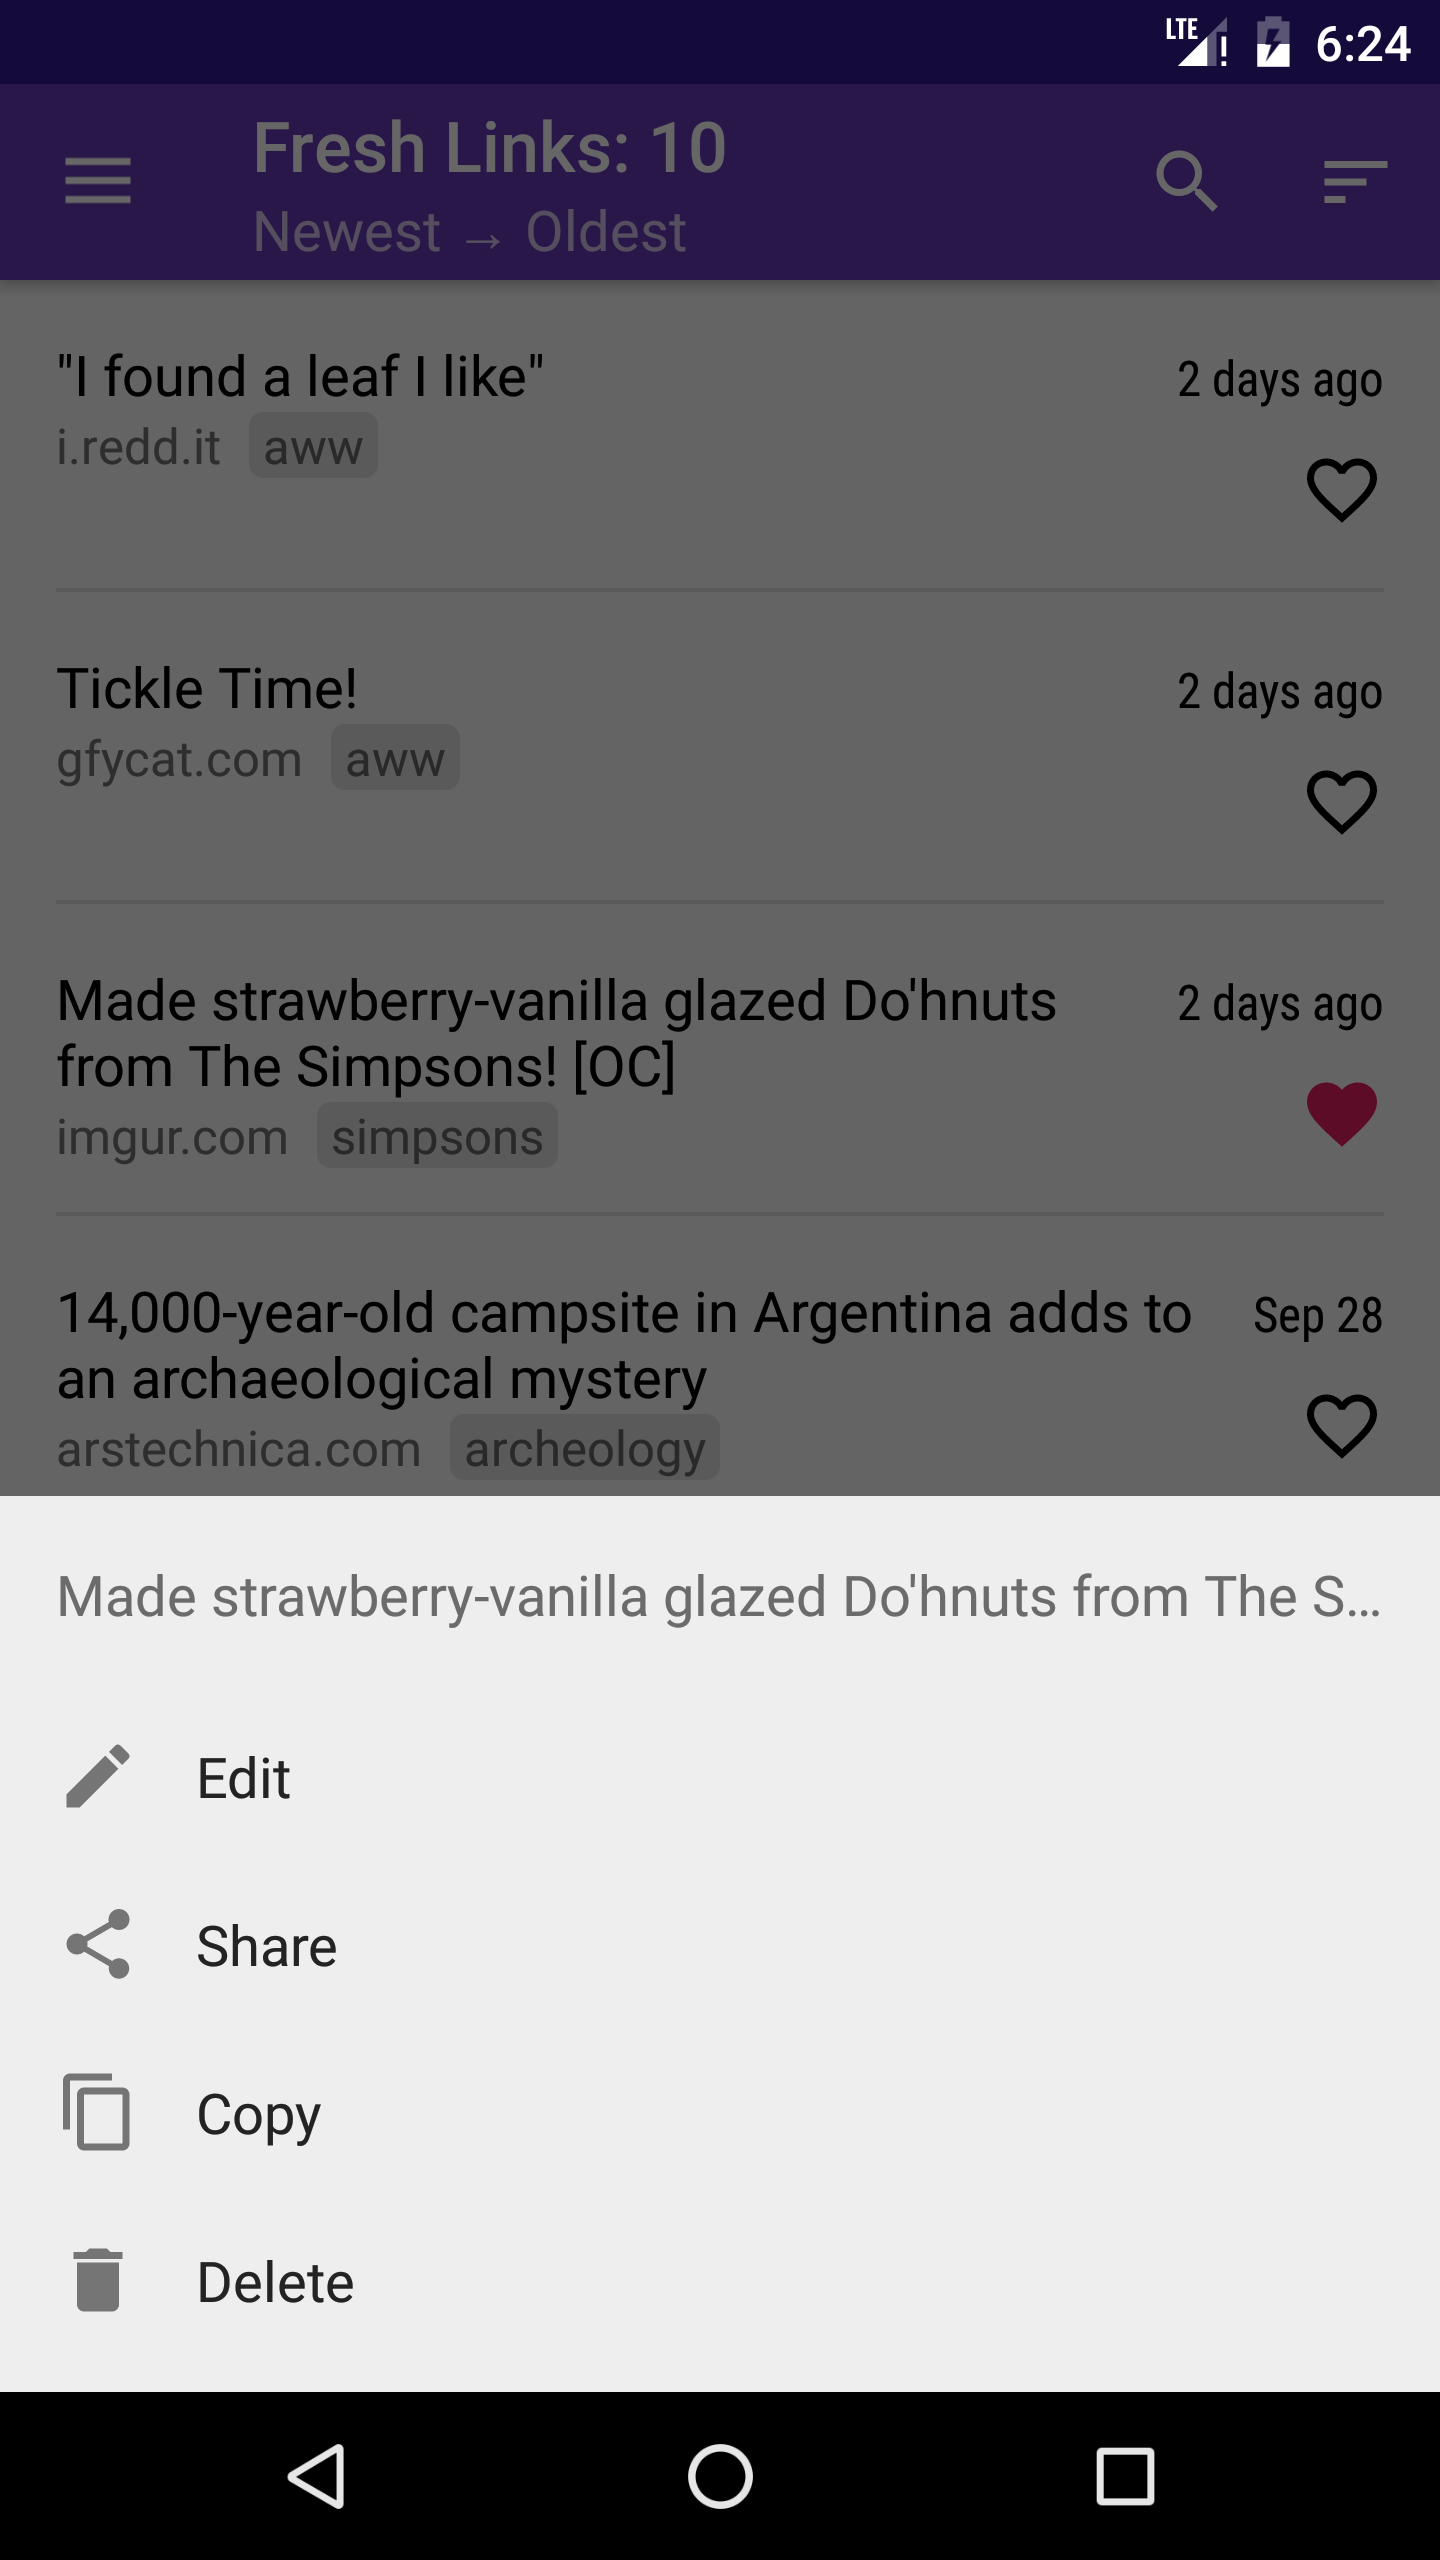 LTE 6:24
Fresh Links: 10
Newest → Oldest
"I found a leaf I like" 2 days ago
i.redd.it aww
Tickle Time! 2 days ago
gfycat.com aww
Made strawberry-vanilla glazed Do'hnuts 2 days ago
from The Simpsons! [OC]
imgur.com simpsons
14,000-year-old campsite in Argentina adds to Sep 28
an archaeological mystery
arstechnica.com archeology
Made strawberry-vanilla glazed Do'hnuts from The S...
Edit
Share
Copy
Delete